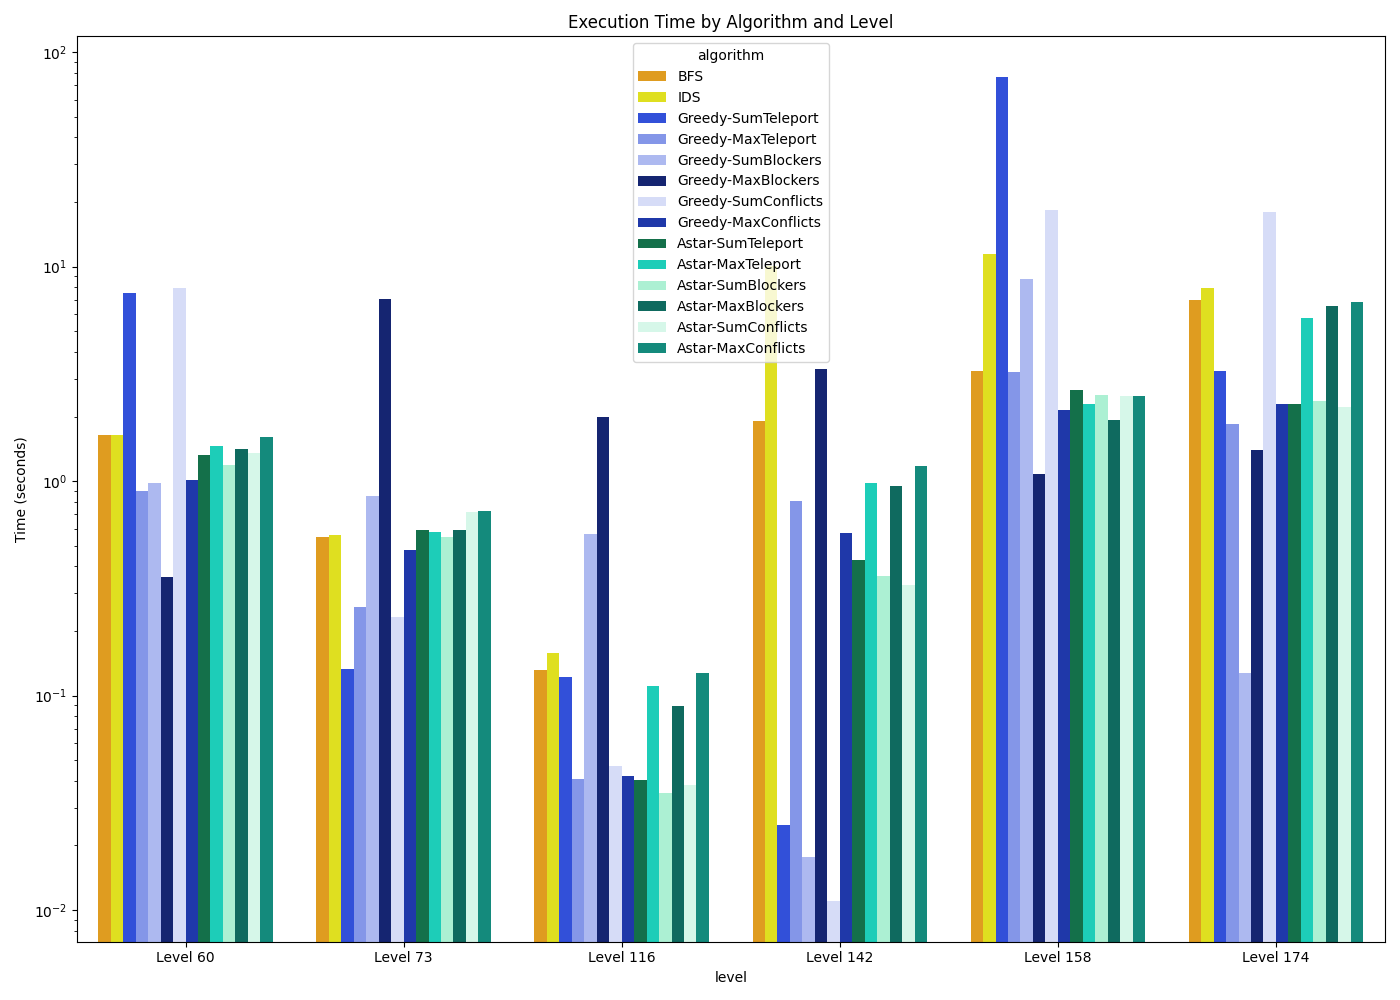 Execution Time by Algorithm and Level
Time (seconds)
10²
10¹
10⁰
10⁻¹
10⁻²
algorithm
BFS
IDS
Greedy-SumTeleport
Greedy-MaxTeleport
Greedy-SumBlockers
Greedy-MaxBlockers
Greedy-SumConflicts
Greedy-MaxConflicts
Astar-SumTeleport
Astar-MaxTeleport
Astar-SumBlockers
Astar-MaxBlockers
Astar-SumConflicts
Astar-MaxConflicts
Level 60 Level 73 Level 116 Level 142 Level 158 Level 174
level